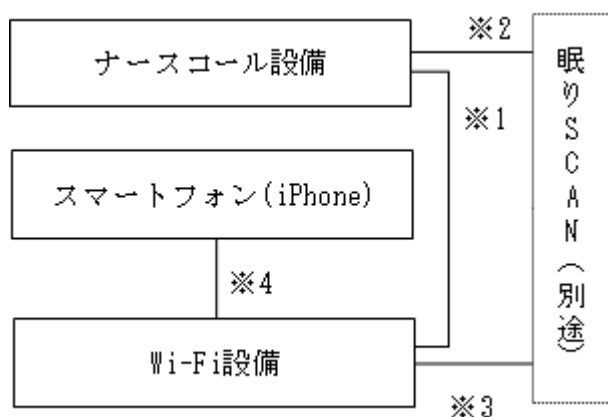 ※2
ナースコール設備
※1
スマートフォン(iPhone)
※4
Wi-Fi設備
※3
眠りSCAN(別途)